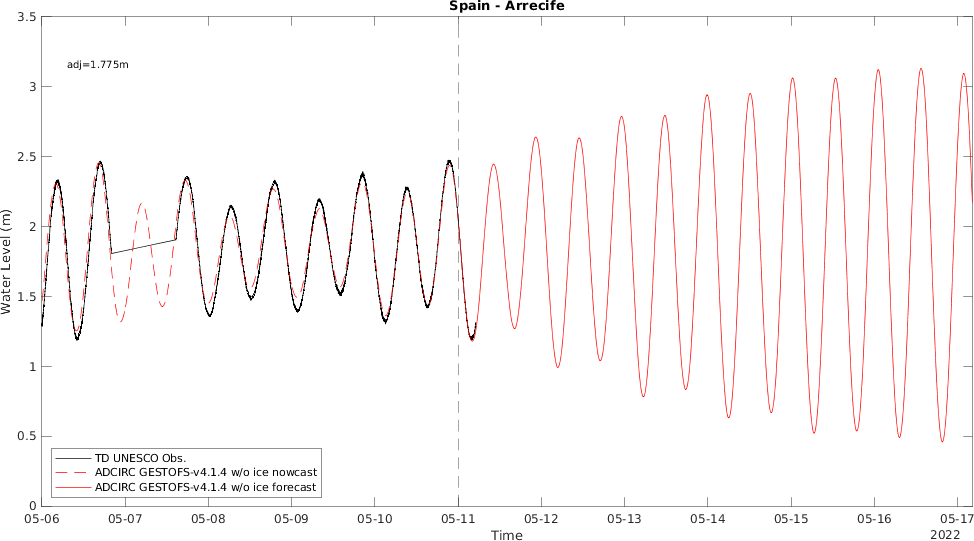 Spain - Arrecife
adj=1.775m
3.5
3
2.5
2
1.5
1
0.5
0
Water Level (m)
TD UNESCO Obs.
ADCIRC GESTOFS-v4.1.4 w/o ice nowcast
ADCIRC GESTOFS-v4.1.4 w/o ice forecast
05-06 05-07 05-08 05-09 05-10 05-11 05-12 05-13 05-14 05-15 05-16 05-17
Time
2022